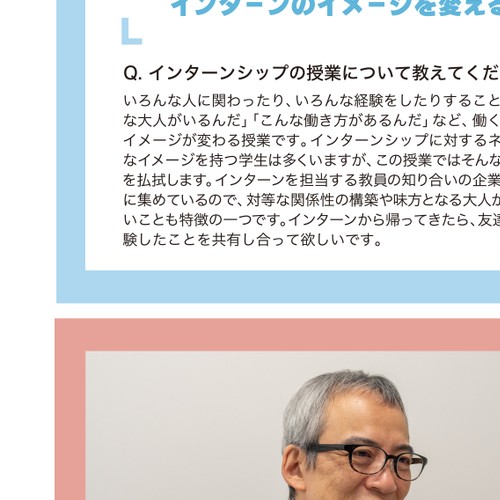 インターンのイメージを変える
Q. インターンシップの授業について教えてくだ
いろんな人に関わったり、いろんな経験をしたりすること
な大人がいるんだ」「こんな働き方があるんだ」など、働く
イメージが変わる授業です。インターンシップに対するネ
なイメージを持つ学生は多くいますが、この授業ではそんな
を払拭します。インターンを担当する教員の知り合いの企業
に集めているので、対等な関係性の構築や味方となる大人が
いことも特徴の一つです。インターンから帰ってきたら、友達
験したことを共有し合って欲しいです。